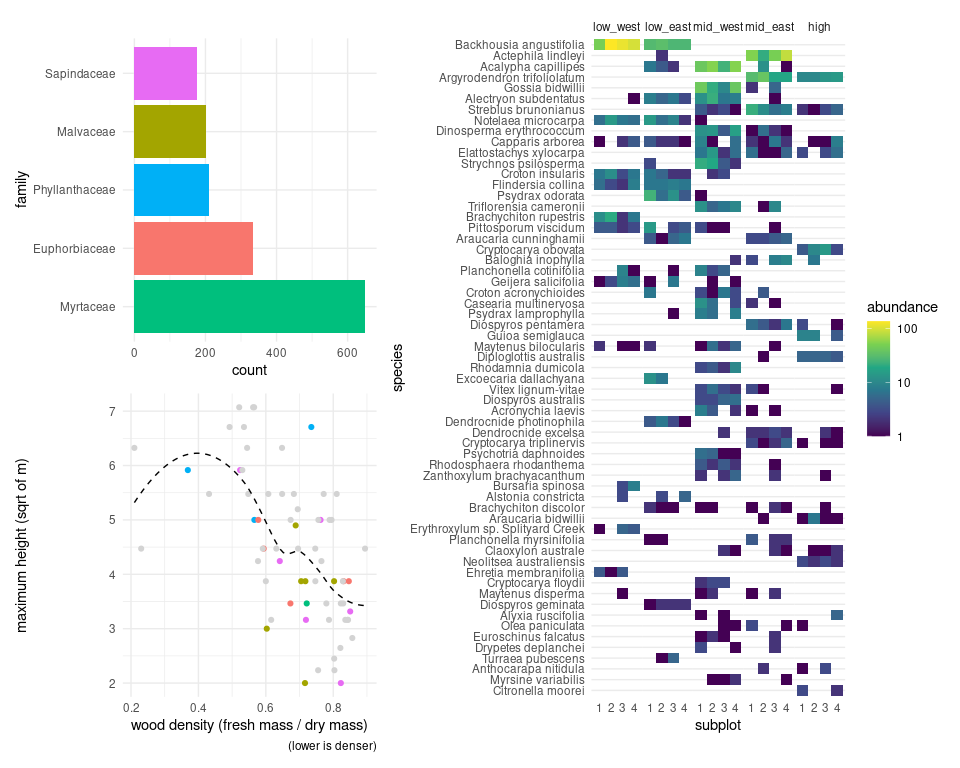 family
Sapindaceae
Malvaceae
Phyllanthaceae
Euphorbiaceae
Myrtaceae
0 200 400 600
count
maximum height (sqrt of m)
7
6
5
4
3
2
0.2 0.4 0.6 0.8
wood density (fresh mass / dry mass)
(lower is denser)
species
low_west low_east mid_west mid_east high
Backhousia angustifolia
Actephila lindleyi
Acalypha capillipes
Argyrodendron trifoliolatum
Gossia bidwillii
Alectryon subdentatus
Streblus brunonianus
Notelaea microcarpa
Dinosperma erythrococcum
Capparis arborea
Elattostachys xylocarpa
Strychnos psilosperma
Croton insularis
Flindersia collina
Psydrax odorata
Triflorensia cameronii
Brachychiton rupestris
Pittosporum viscidum
Araucaria cunninghamii
Cryptocarya obovata
Baloghia inophylla
Planchonella cotinifolia
Geijera salicifolia
Croton acronychioides
Casearia multinervosa
Psydrax lamprophylla
Diospyros pentamera
Guioa semiglauca
Maytenus bilocularis
Diploglottis australis
Rhodamnia dumicola
Excoecaria dallachyana
Vitex lignum-vitae
Diospyros australis
Acronychia laevis
Dendrocnide photinophila
Dendrocnide excelsa
Cryptocarya triplinervis
Psychotria daphnoides
Rhodosphaera rhodanthema
Zanthoxylum brachyacanthum
Bursaria spinosa
Alstonia constricta
Brachychiton discolor
Araucaria bidwillii
Erythroxylum sp. Splityard Creek
Planchonella myrsinifolia
Claoxylon australe
Neolitsea australiensis
Ehretia membranifolia
Cryptocarya floydii
Maytenus disperma
Diospyros geminata
Alyxia ruscifolia
Olea paniculata
Euroschinus falcatus
Drypetes deplanchei
Turraea pubescens
Anthocarapa nitidula
Myrsine variabilis
Citronella moorei
1 2 3 4 1 2 3 4 1 2 3 4 1 2 3 4 1 2 3 4
subplot
abundance
100
10
1